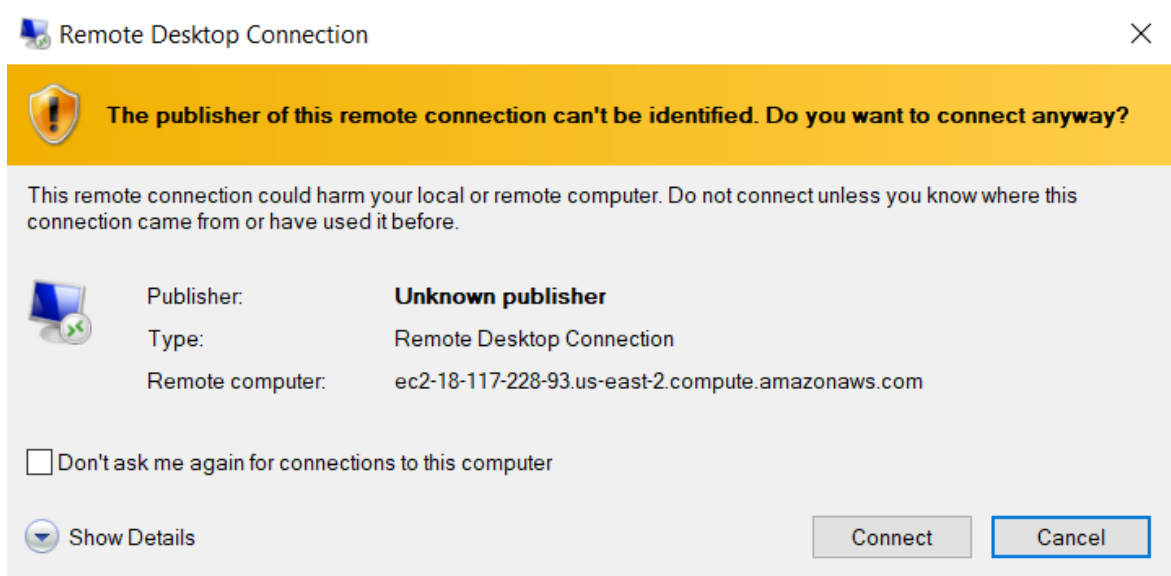 Remote Desktop Connection
The publisher of this remote connection can't be identified. Do you want to connect anyway?
This remote connection could harm your local or remote computer. Do not connect unless you know where this
connection came from or have used it before.
Publisher: Unknown publisher
Type: Remote Desktop Connection
Remote computer: ec2-18-117-228-93.us-east-2.compute.amazonaws.com
Don't ask me again for connections to this computer
Show Details Connect Cancel